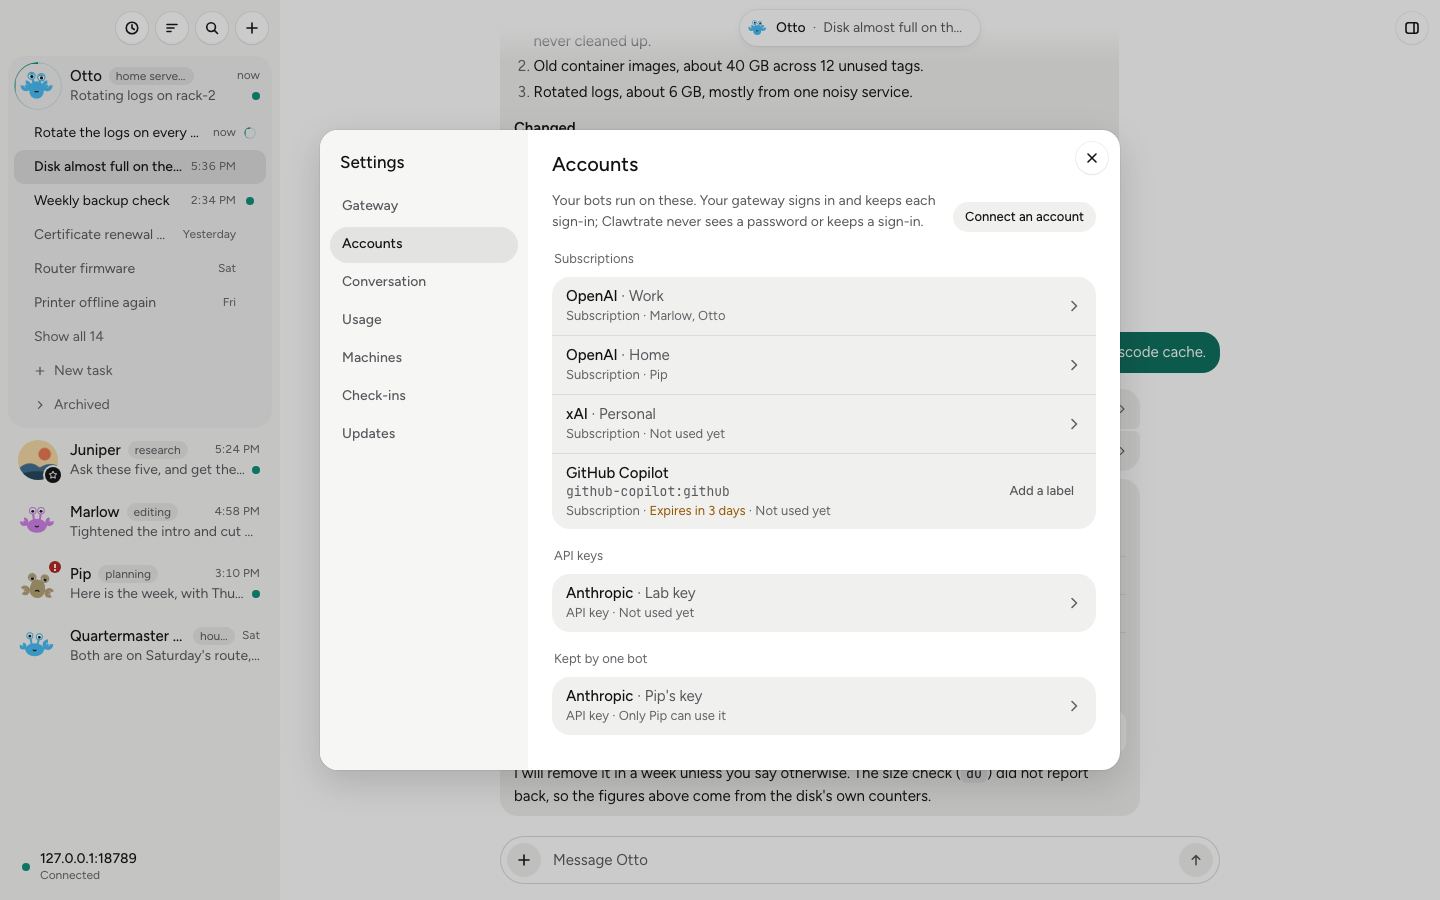 Otto home serve... now
Rotating logs on rack-2
Rotate the logs on every ... now
Disk almost full on the... 5:36 PM
Weekly backup check 2:34 PM
Certificate renewal ... Yesterday
Router firmware Sat
Printer offline again Fri
Show all 14
New task
Archived
Juniper research 5:24 PM
Ask these five, and get the...
Marlow editing 4:58 PM
Tightened the intro and cut ...
Pip planning 3:10 PM
Here is the week, with Thu...
Quartermaster ... hou... Sat
Both are on Saturday's route,...
127.0.0.1:18789
Connected
Otto · Disk almost full on th...
never cleaned up.
2. Old container images, about 40 GB across 12 unused tags.
3. Rotated logs, about 6 GB, mostly from one noisy service.
Changed
scode cache.
Settings
Gateway
Accounts
Conversation
Usage
Machines
Check-ins
Updates
Accounts
Your bots run on these. Your gateway signs in and keeps each
sign-in; Clawtrate never sees a password or keeps a sign-in.
Connect an account
Subscriptions
OpenAI · Work
Subscription · Marlow, Otto
OpenAI · Home
Subscription · Pip
xAI · Personal
Subscription · Not used yet
GitHub Copilot
github-copilot:github
Subscription · Expires in 3 days · Not used yet
Add a label
API keys
Anthropic · Lab key
API key · Not used yet
Kept by one bot
Anthropic · Pip's key
API key · Only Pip can use it
I will remove it in a week unless you say otherwise. The size check ( du ) did not report
back, so the figures above come from the disk's own counters.
Message Otto